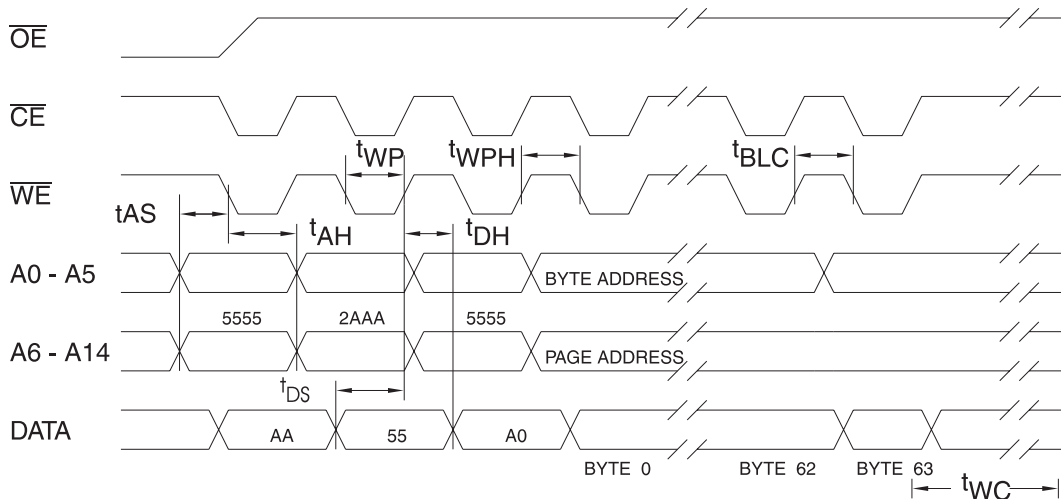 OE
CE
tWP
tWPH
tBLC
WE
tAS
tAH
tDH
A0 - A5
BYTE ADDRESS
5555
2AAA
5555
A6 - A14
PAGE ADDRESS
tDS
DATA
AA
55
A0
BYTE 0
BYTE 62
BYTE 63
tWC